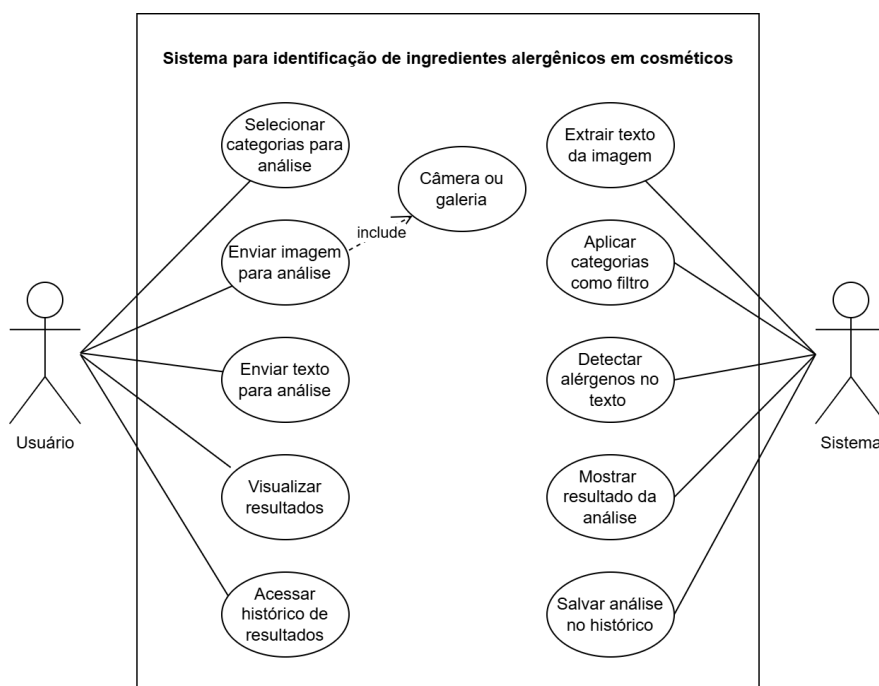 Sistema para identificação de ingredientes alergênicos em cosméticos
Selecionar
categorias para
análise
Extrair texto
da imagem
Câmera ou
galeria
include
Enviar imagem
para análise
Aplicar
categorias
como filtro
Enviar texto
para análise
Detectar
alérgenos no
texto
Usuário
Sistema
Visualizar
resultados
Mostrar
resultado da
análise
Acessar
histórico de
resultados
Salvar análise
no histórico